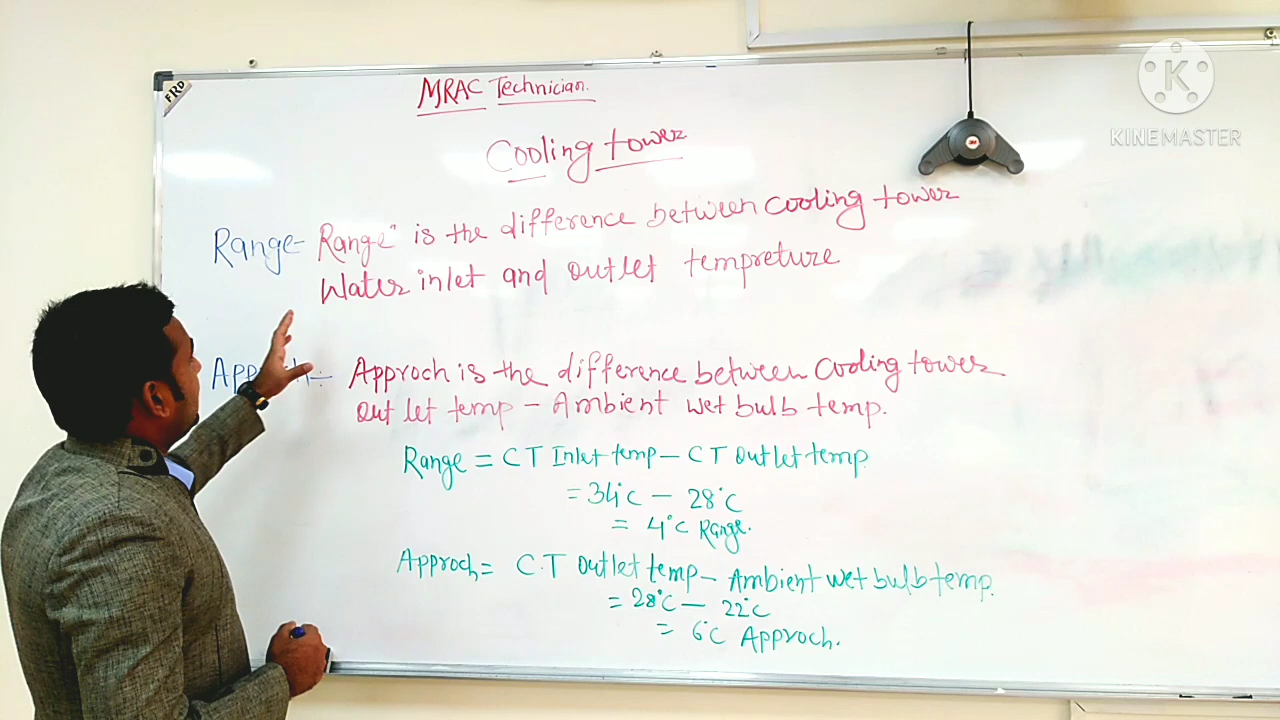 FRD
MRAC Technician.
KINEMASTER
Cooling tower
Range- Range" is the difference between cooling tower
Water inlet and outlet tempreture
Approch is the difference between Cooling tower
Out let temp - Ambient wet bulb temp.
Range = CT Inlet temp - CT Outlet temp
= 34°C - 28°C
= 4°C Range.
Approch = C.T Outlet temp - Ambient wet bulb temp.
= 28°C - 22°C
= 6°C Approch.